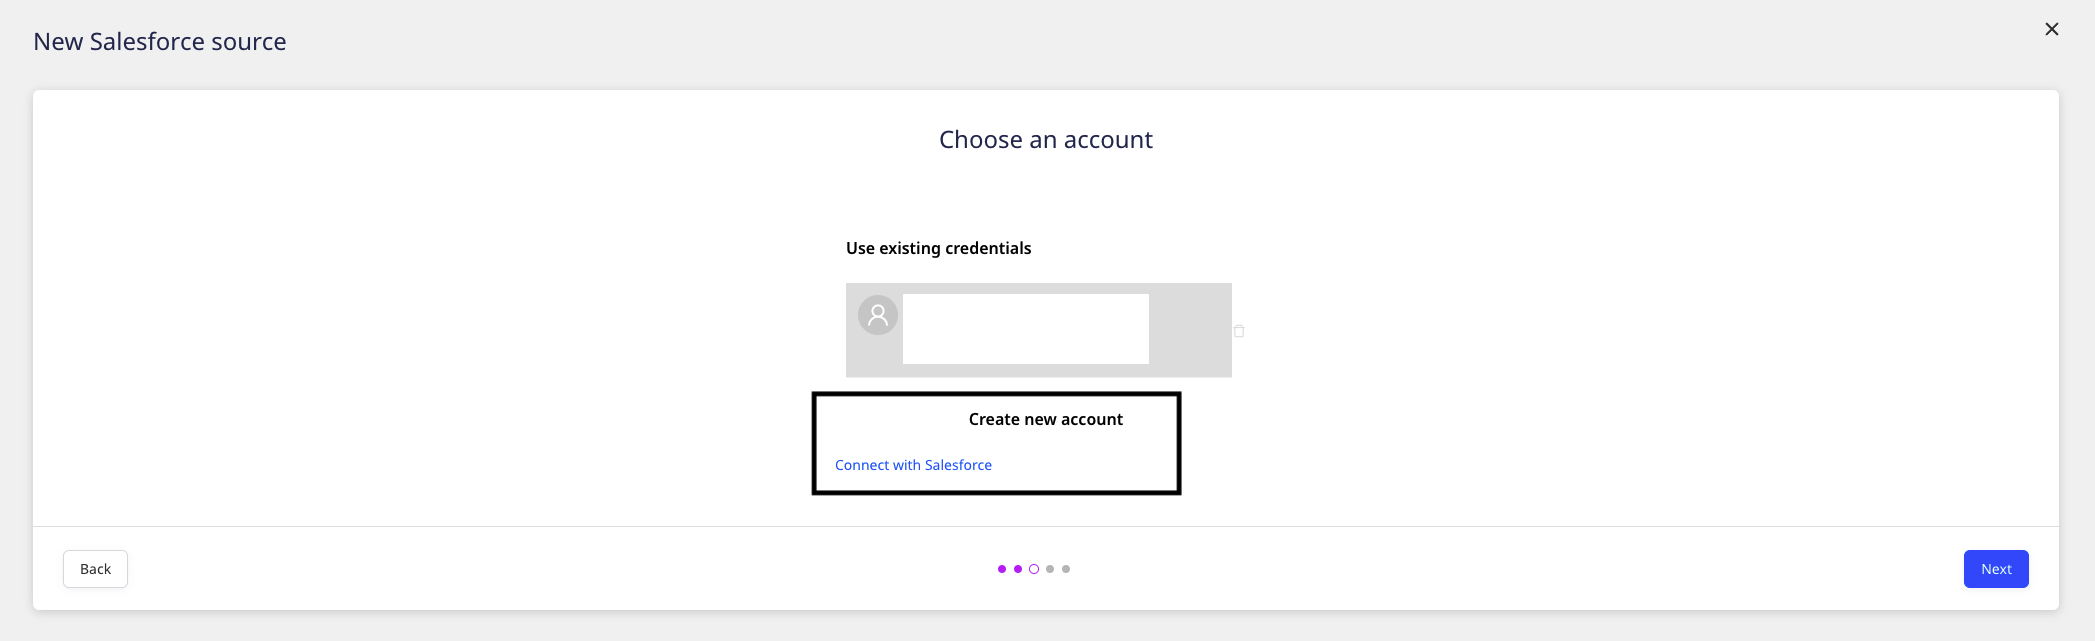 New Salesforce source
Choose an account
Use existing credentials
Create new account
Connect with Salesforce
Back
Next